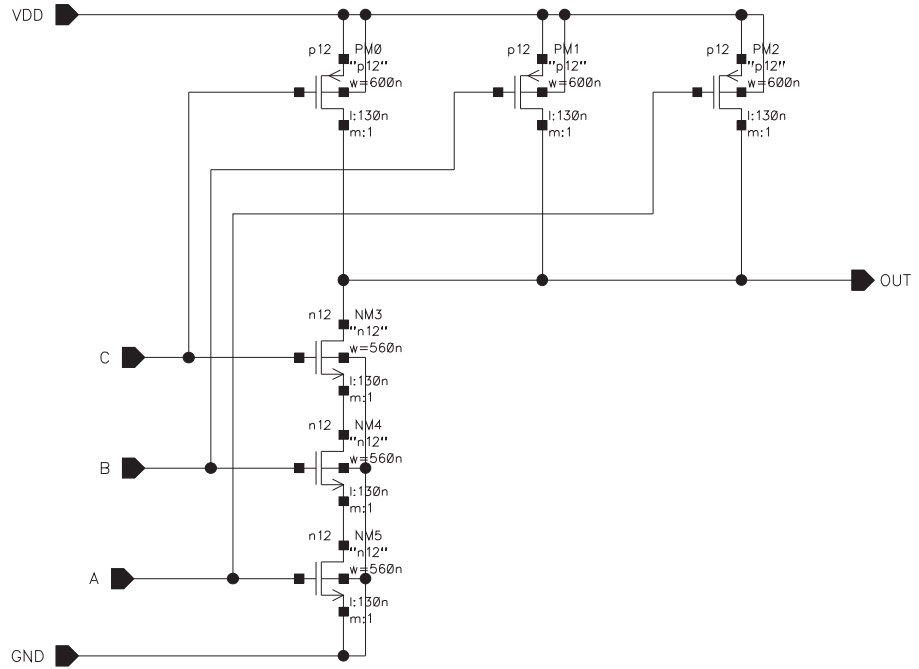 VDD
p12 PM0
"p12"
w=600n
l:130n
m:1
p12 PM1
"p12"
w=600n
l:130n
m:1
p12 PM2
"p12"
w=600n
l:130n
m:1
OUT
n12 NM3
"n12"
w=560n
C
l:130n
m:1
n12 NM4
"n12"
w=560n
B
l:130n
m:1
n12 NM5
"n12"
w=560n
A
l:130n
m:1
GND